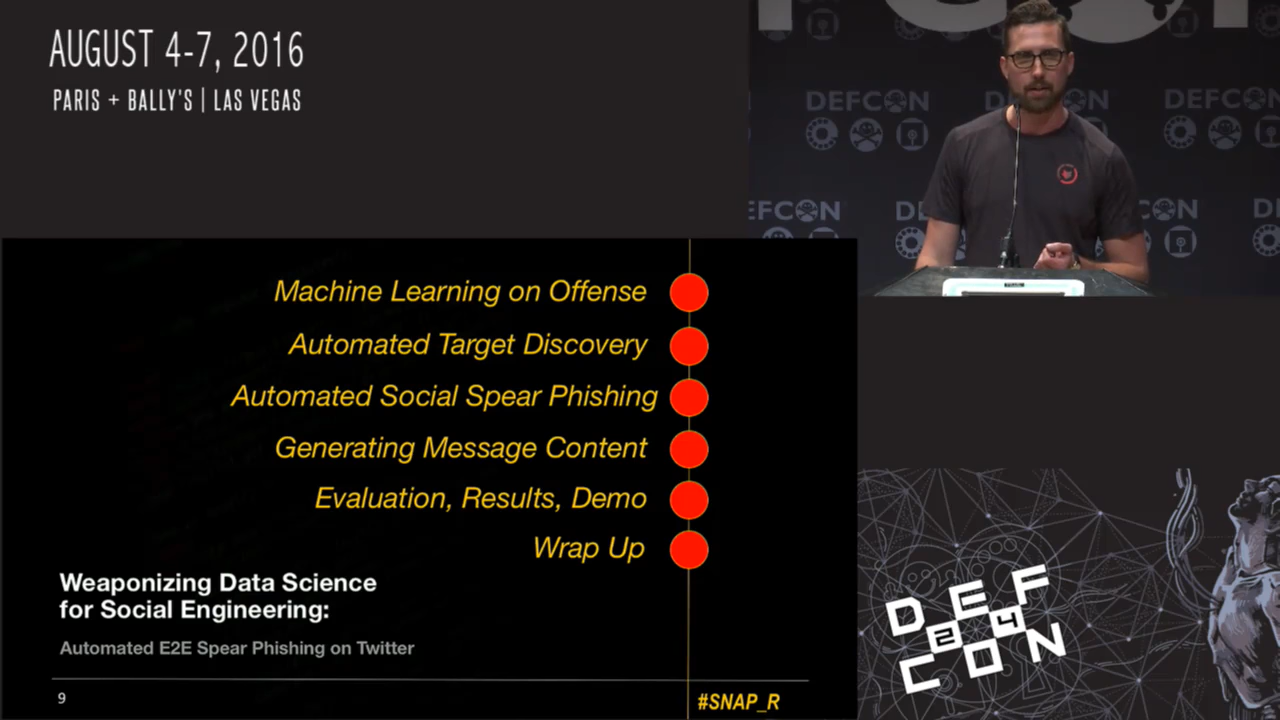 AUGUST 4-7, 2016
PARIS + BALLY'S | LAS VEGAS
DEFCON
DEFCON
EFCON
Machine Learning on Offense
Automated Target Discovery
Automated Social Spear Phishing
Generating Message Content
Evaluation, Results, Demo
Wrap Up
Weaponizing Data Science
for Social Engineering:
Automated E2E Spear Phishing on Twitter
9
#SNAP_R
DEF
24
CON